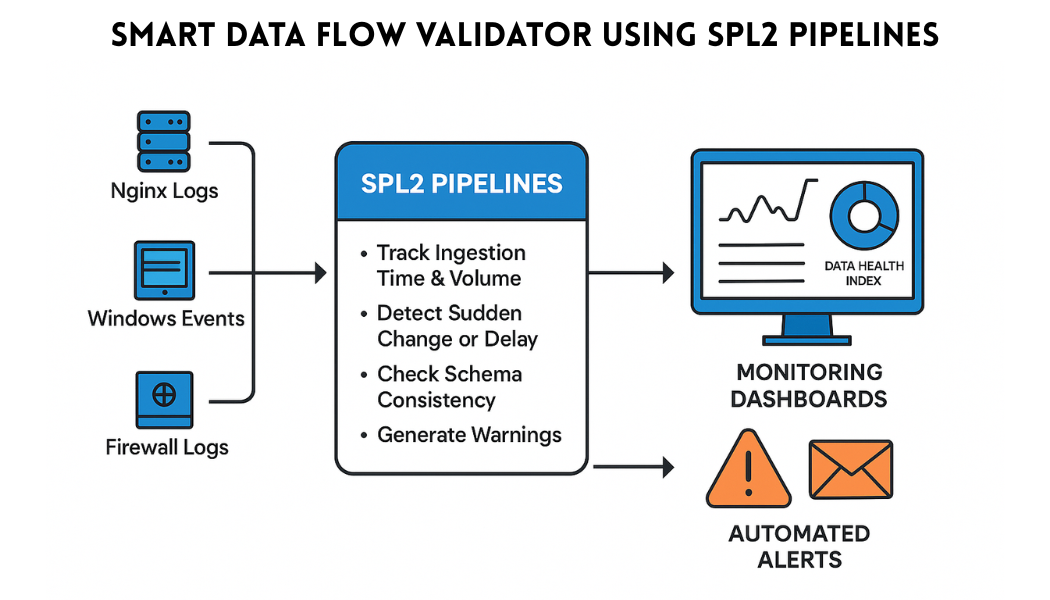 SMART DATA FLOW VALIDATOR USING SPL2 PIPELINES
Nginx Logs
Windows Events
Firewall Logs
SPL2 PIPELINES
• Track Ingestion
Time & Volume
• Detect Sudden
Change or Delay
• Check Schema
Consistency
• Generate Warnings
DATA HEALTH
INDEX
MONITORING
DASHBOARDS
AUTOMATED
ALERTS